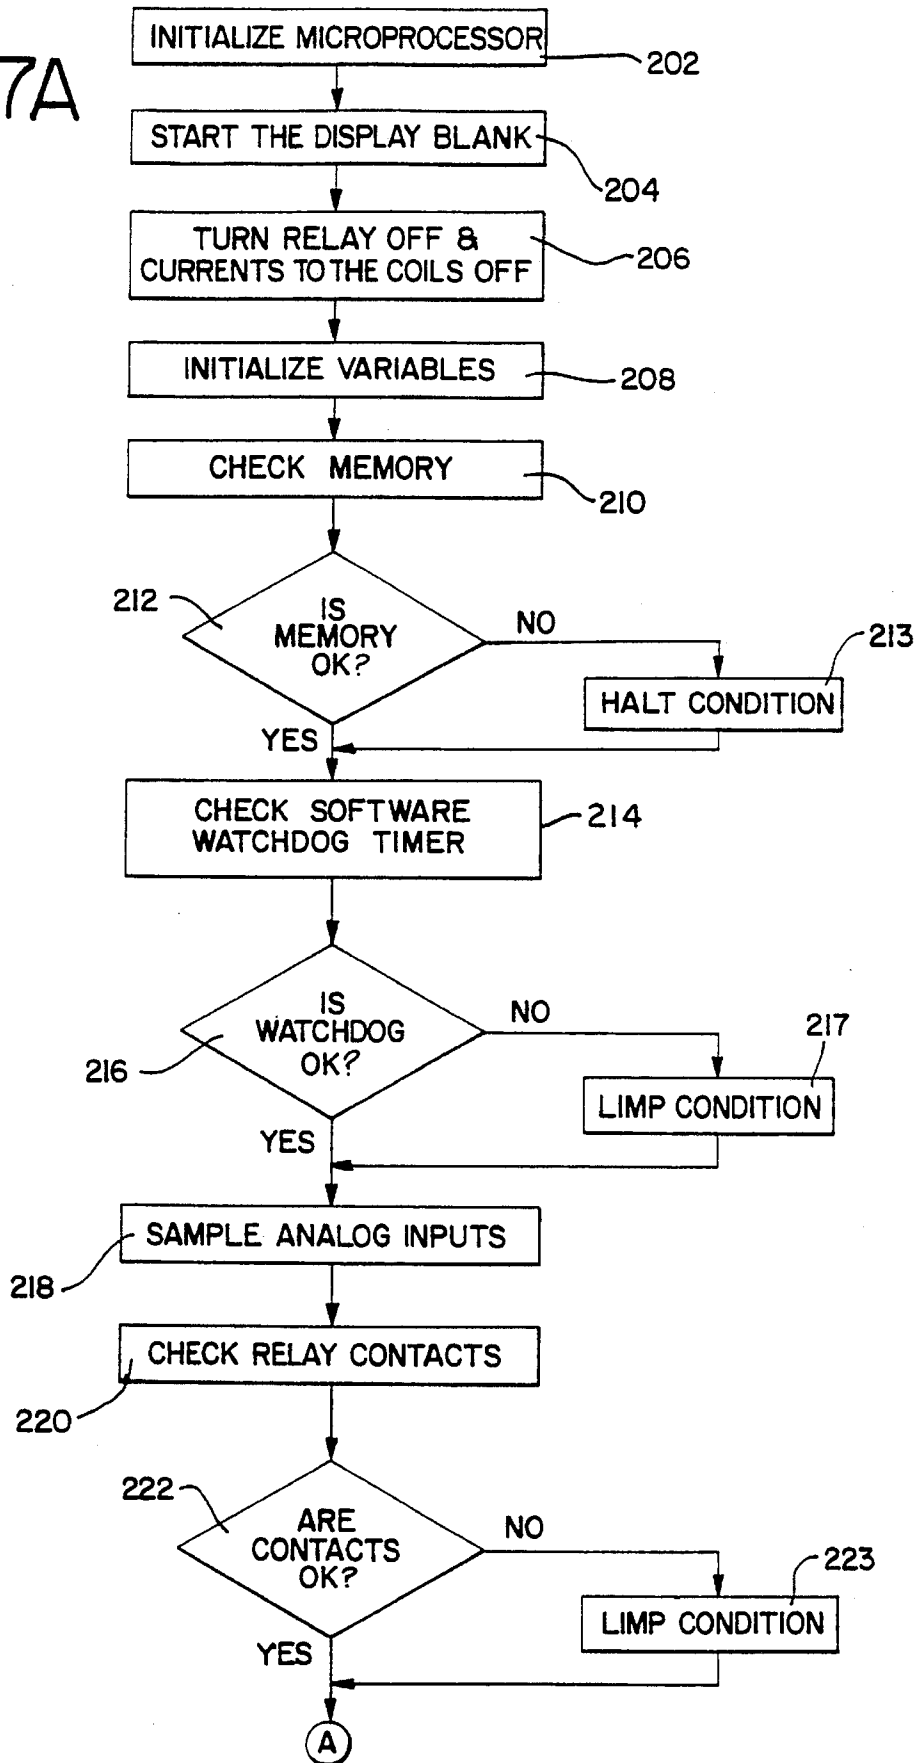 7A
INITIALIZE MICROPROCESSOR
202
START THE DISPLAY BLANK
204
TURN RELAY OFF &
CURRENTS TO THE COILS OFF
206
INITIALIZE VARIABLES
208
CHECK MEMORY
210
212
IS
MEMORY
OK?
NO
213
HALT CONDITION
YES
CHECK SOFTWARE
WATCHDOG TIMER
214
IS
WATCHDOG
OK?
216
NO
217
LIMP CONDITION
YES
SAMPLE ANALOG INPUTS
218
CHECK RELAY CONTACTS
220
222
ARE
CONTACTS
OK?
NO
223
LIMP CONDITION
YES
A